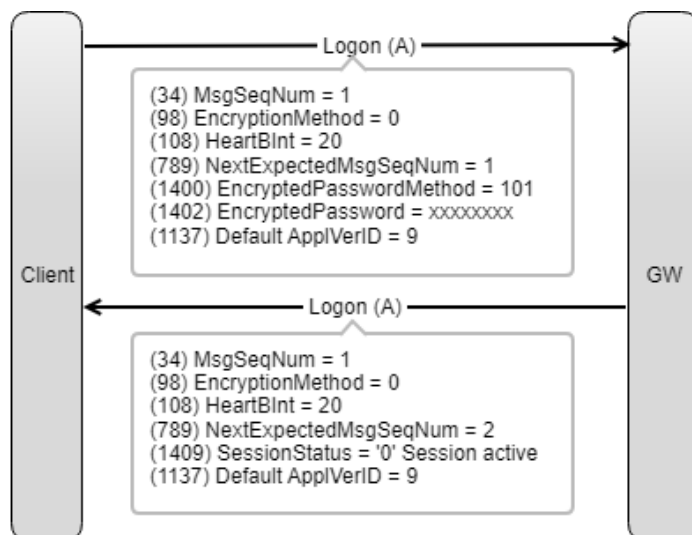 Logon (A)
(34) MsgSeqNum = 1
(98) EncryptionMethod = 0
(108) HeartBInt = 20
(789) NextExpectedMsgSeqNum = 1
(1400) EncryptedPasswordMethod = 101
(1402) EncryptedPassword = xxxxxxxx
(1137) Default ApplVerID = 9
Client
GW
Logon (A)
(34) MsgSeqNum = 1
(98) EncryptionMethod = 0
(108) HeartBInt = 20
(789) NextExpectedMsgSeqNum = 2
(1409) SessionStatus = '0' Session active
(1137) Default ApplVerID = 9